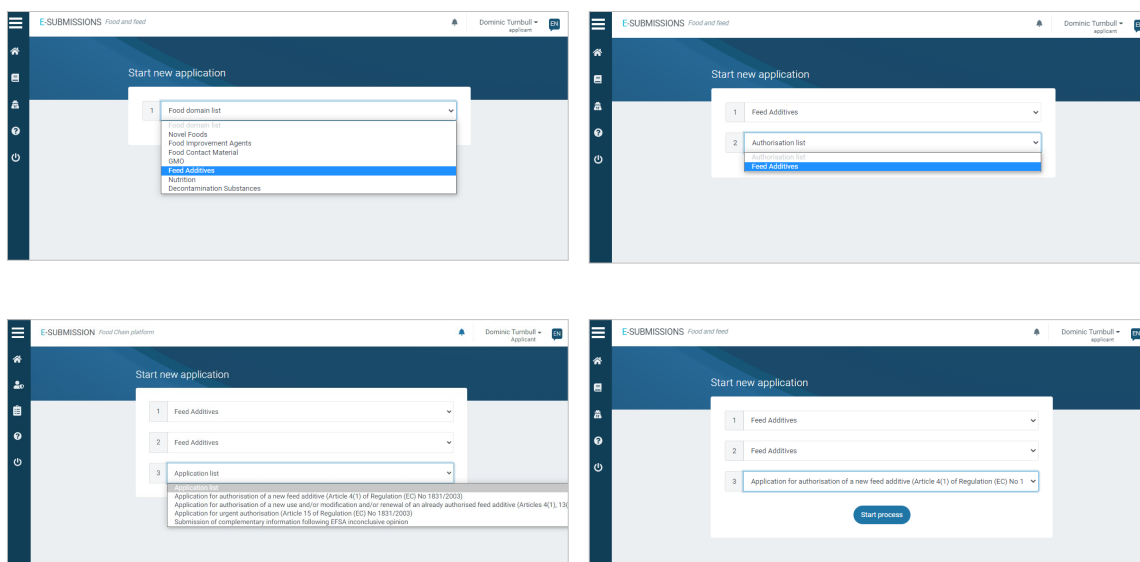 E-SUBMISSIONS Food and feed
Dominic Turnbull
applicant
EN
Start new application
1 Food domain list
Food domain list
Novel Foods
Food Improvement Agents
Food Contact Material
GMO
Feed Additives
Nutrition
Decontamination Substances
E-SUBMISSIONS Food and feed
Dominic Turnbull
applicant
Start new application
1 Feed Additives
2 Authorisation list
Authorisation list
Feed Additives
E-SUBMISSION Food Chain platform
Dominic Turnbull
Applicant
EN
Start new application
1 Feed Additives
2 Feed Additives
3 Application list
Application list
Application for authorisation of a new feed additive (Article 4(1) of Regulation (EC) No 1831/2003)
Application for authorisation of a new use and/or modification and/or renewal of an already authorised feed additive (Articles 4(1), 13(
Application for urgent authorisation (Article 15 of Regulation (EC) No 1831/2003)
Submission of complementary information following EFSA inconclusive opinion
E-SUBMISSIONS Food and feed
Dominic Turnbull
applicant
EN
Start new application
1 Feed Additives
2 Feed Additives
3 Application for authorisation of a new feed additive (Article 4(1) of Regulation (EC) No 1
Start process